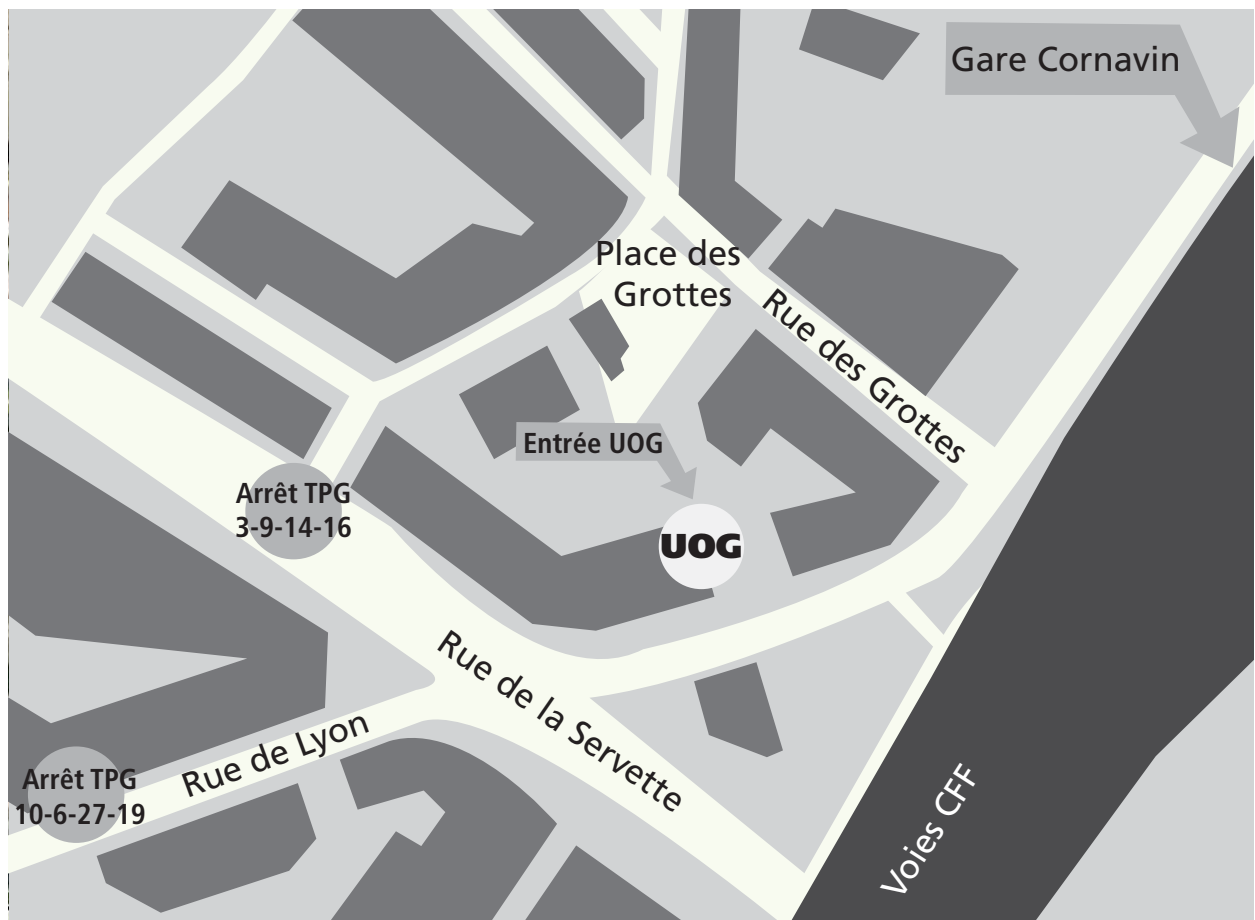 Gare Cornavin
Place des
Grottes
Rue des Grottes
Entrée UOG
Arrêt TPG
3-9-14-16
UOG
Rue de la Servette
Rue de Lyon
Arrêt TPG
10-6-27-19
Voies CFF